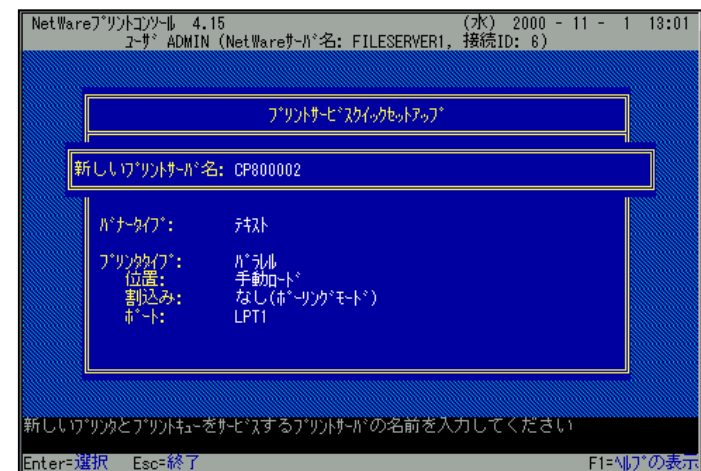 NetWareﾌﾟﾘﾝﾄｺﾝｿｰﾙ 4.15 (水) 2000 - 11 - 1 13:01
ﾕｰｻﾞ ADMIN (NetWareｻｰﾊﾞ名: FILESERVER1, 接続ID: 6)
ﾌﾟﾘﾝﾄｻｰﾋﾞｽｸｲｯｸｾｯﾄｱｯﾌﾟ
新しいﾌﾟﾘﾝﾄｻｰﾊﾞ名: CP800002
ﾊﾞﾅｰﾀｲﾌﾟ: ﾃｷｽﾄ
ﾌﾟﾘﾝﾀﾀｲﾌﾟ: ﾊﾟﾗﾚﾙ
位置: 手動ﾛｰﾄﾞ
割込み: なし(ﾎﾟｰﾘﾝｸﾞﾓｰﾄﾞ)
ﾎﾟｰﾄ: LPT1
新しいﾌﾟﾘﾝﾀとﾌﾟﾘﾝﾄｷｭｰをｻｰﾋﾞｽするﾌﾟﾘﾝﾄｻｰﾊﾞの名前を入力してください
Enter=選択 Esc=終了 F1=ﾍﾙﾌﾟの表示